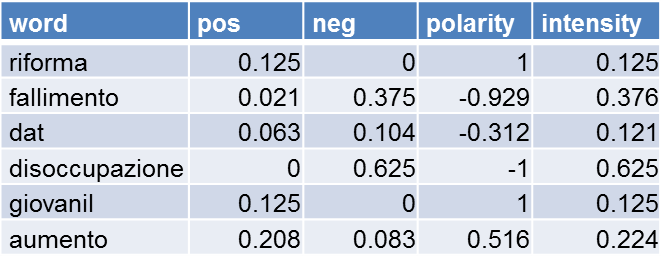 word pos neg polarity intensity
riforma 0.125 0 1 0.125
fallimento 0.021 0.375 -0.929 0.376
dat 0.063 0.104 -0.312 0.121
disoccupazione 0 0.625 -1 0.625
giovanil 0.125 0 1 0.125
aumento 0.208 0.083 0.516 0.224